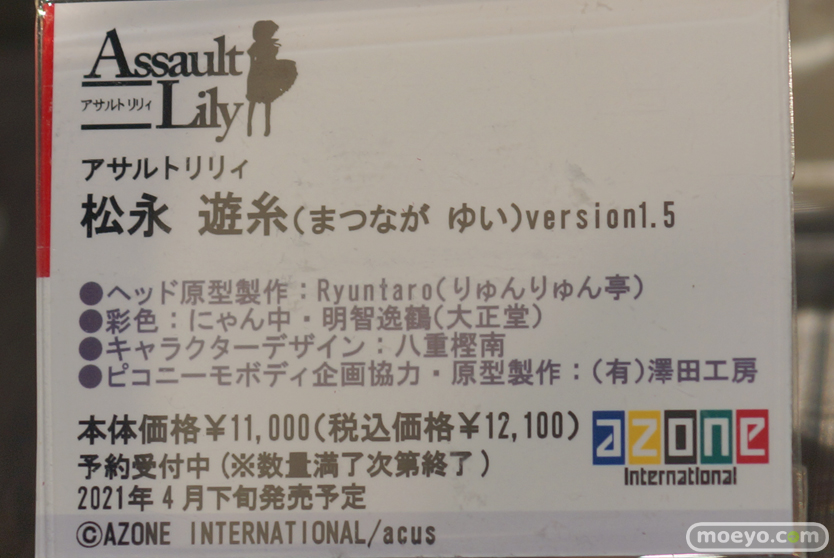 Assault
アサルトリリィ
Lily
アサルトリリィ
松永 遊糸(まつなが ゆい)version1.5
●ヘッド原型製作：Ryuntaro(りゅんりゅん亭)
●彩色：にゃん中・明智逸鶴(大正堂)
●キャラクターデザイン：八重樫南
●ピコニーモボディ企画協力・原型製作：(有)澤田工房
本体価格￥11,000(税込価格￥12,100)
予約受付中(※数量満了次第終了)
2021年4月下旬発売予定
©AZONE INTERNATIONAL/acus
azone
International
moeyo.com